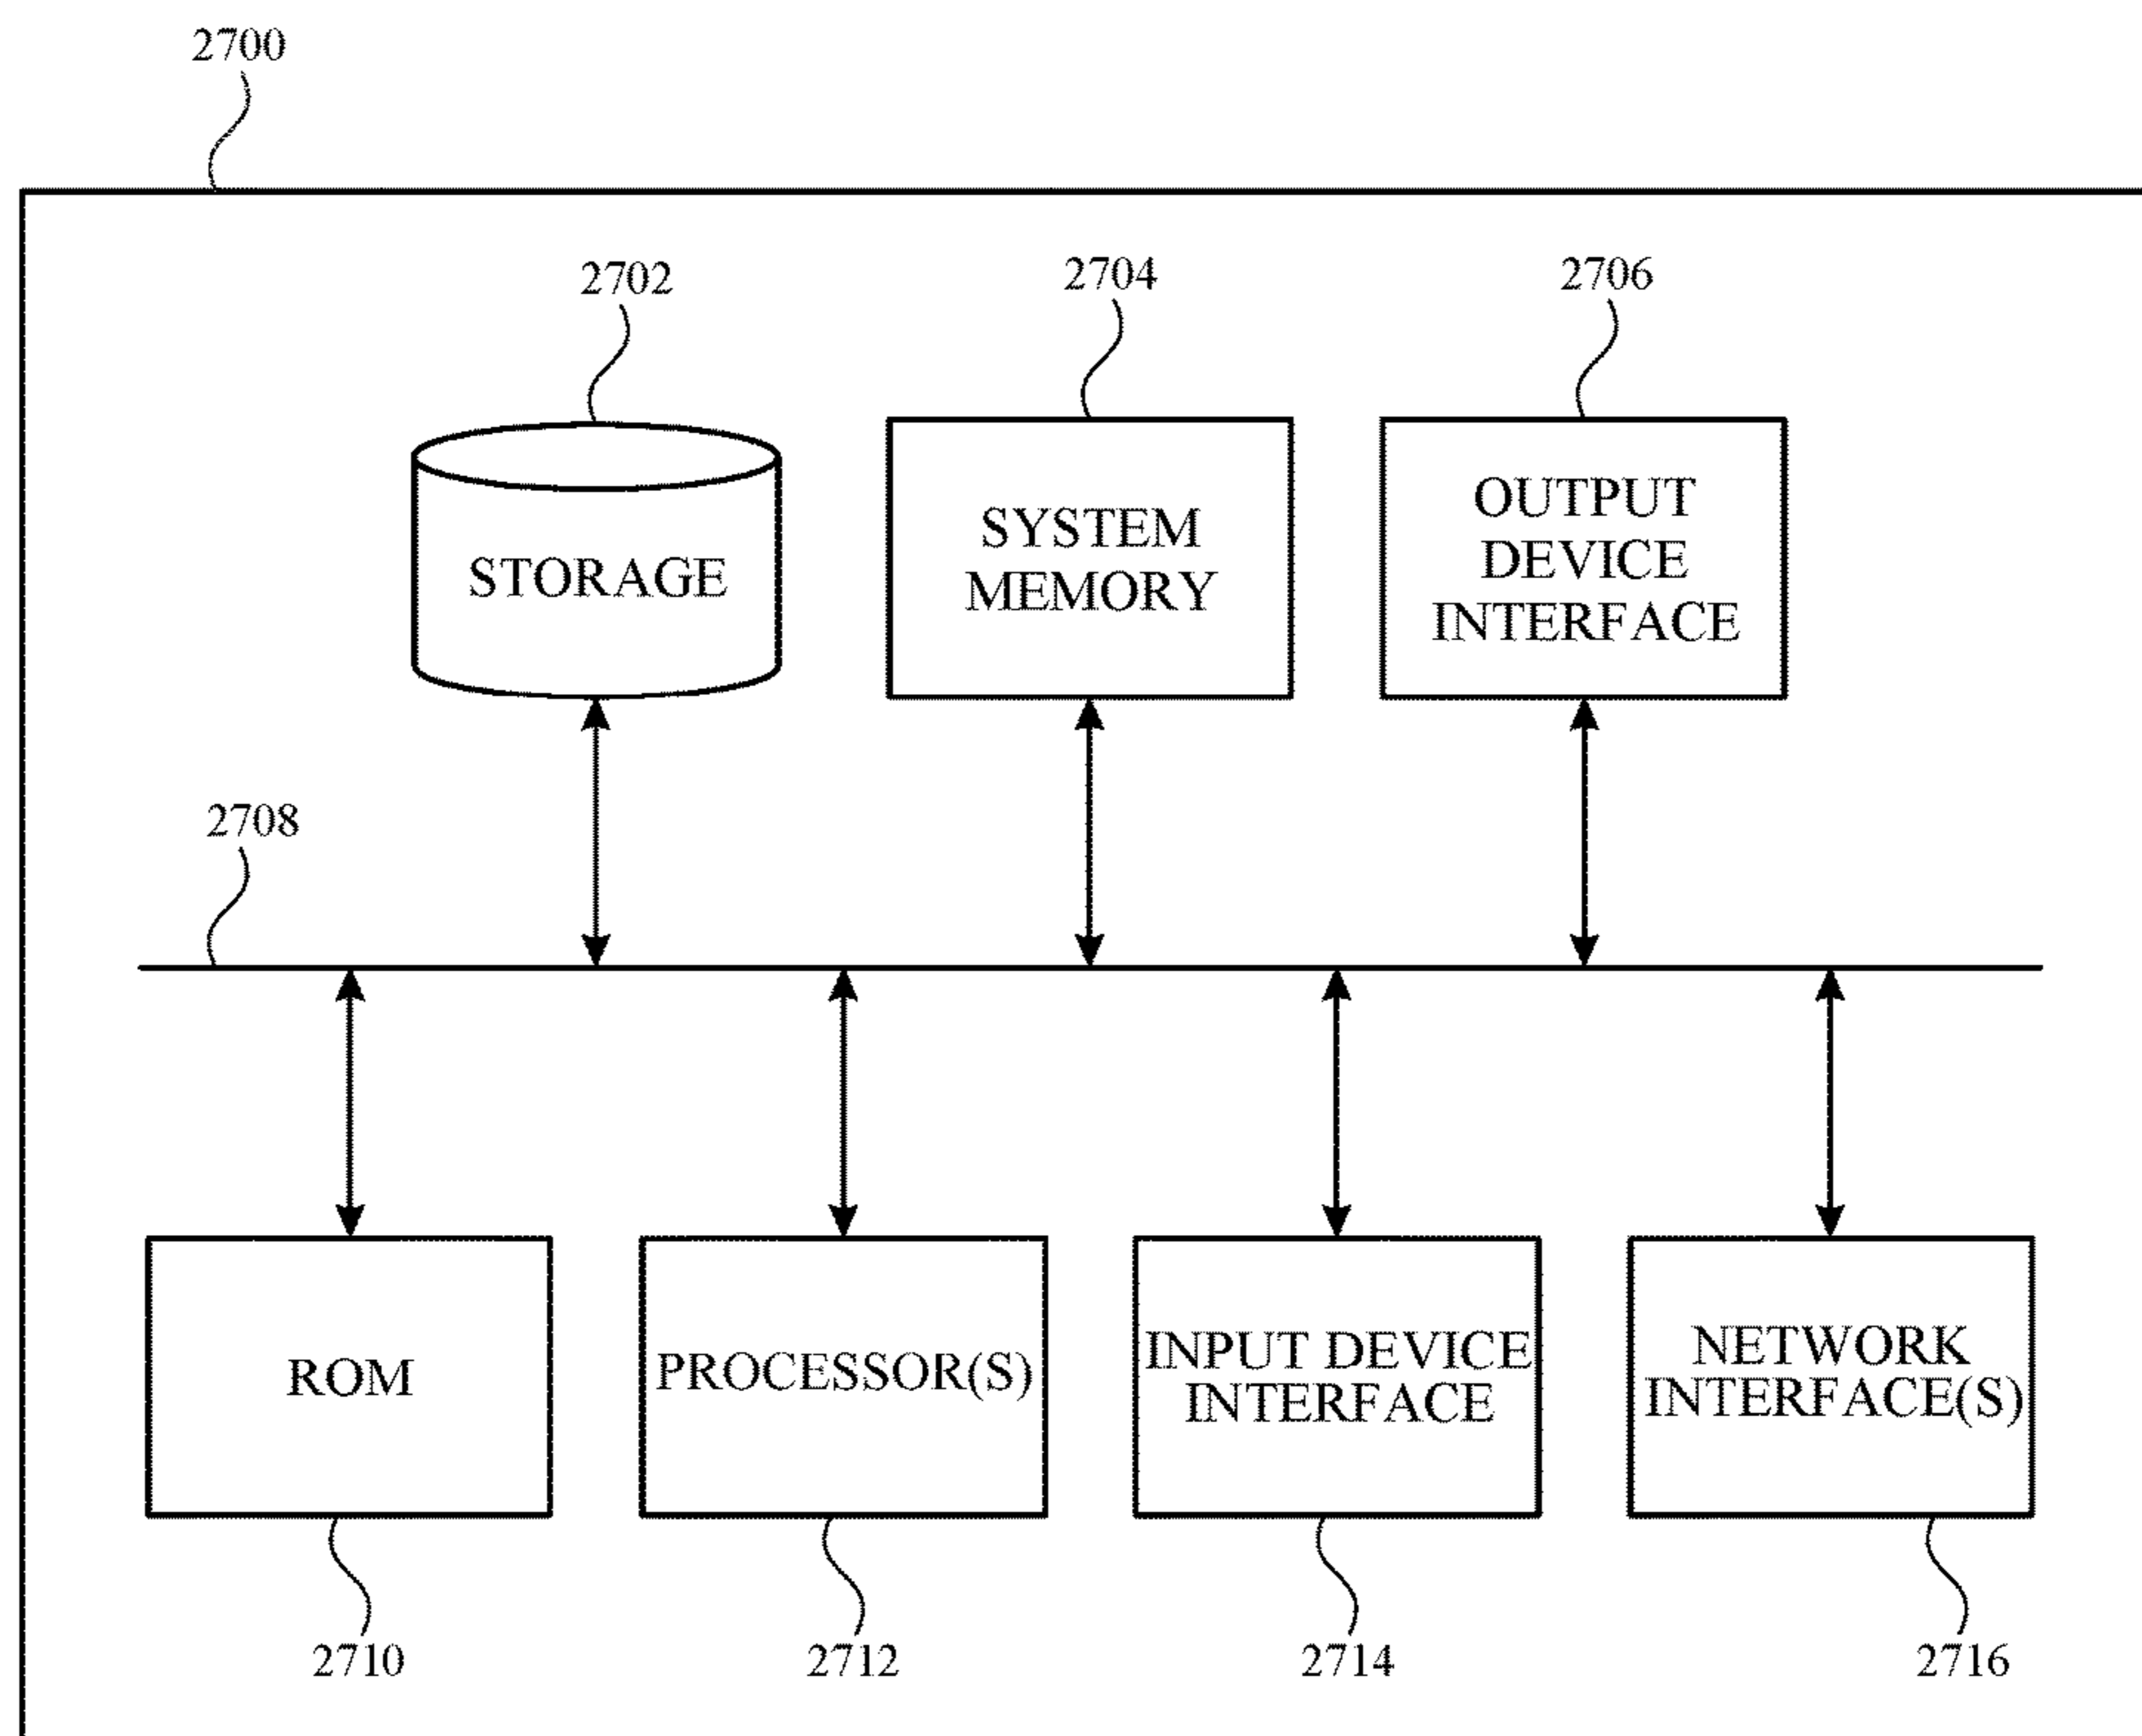 2700
2702
2704
2706
STORAGE
SYSTEM
MEMORY
OUTPUT
DEVICE
INTERFACE
2708
ROM
PROCESSOR(S)
INPUT DEVICE
INTERFACE
NETWORK
INTERFACE(S)
2710
2712
2714
2716